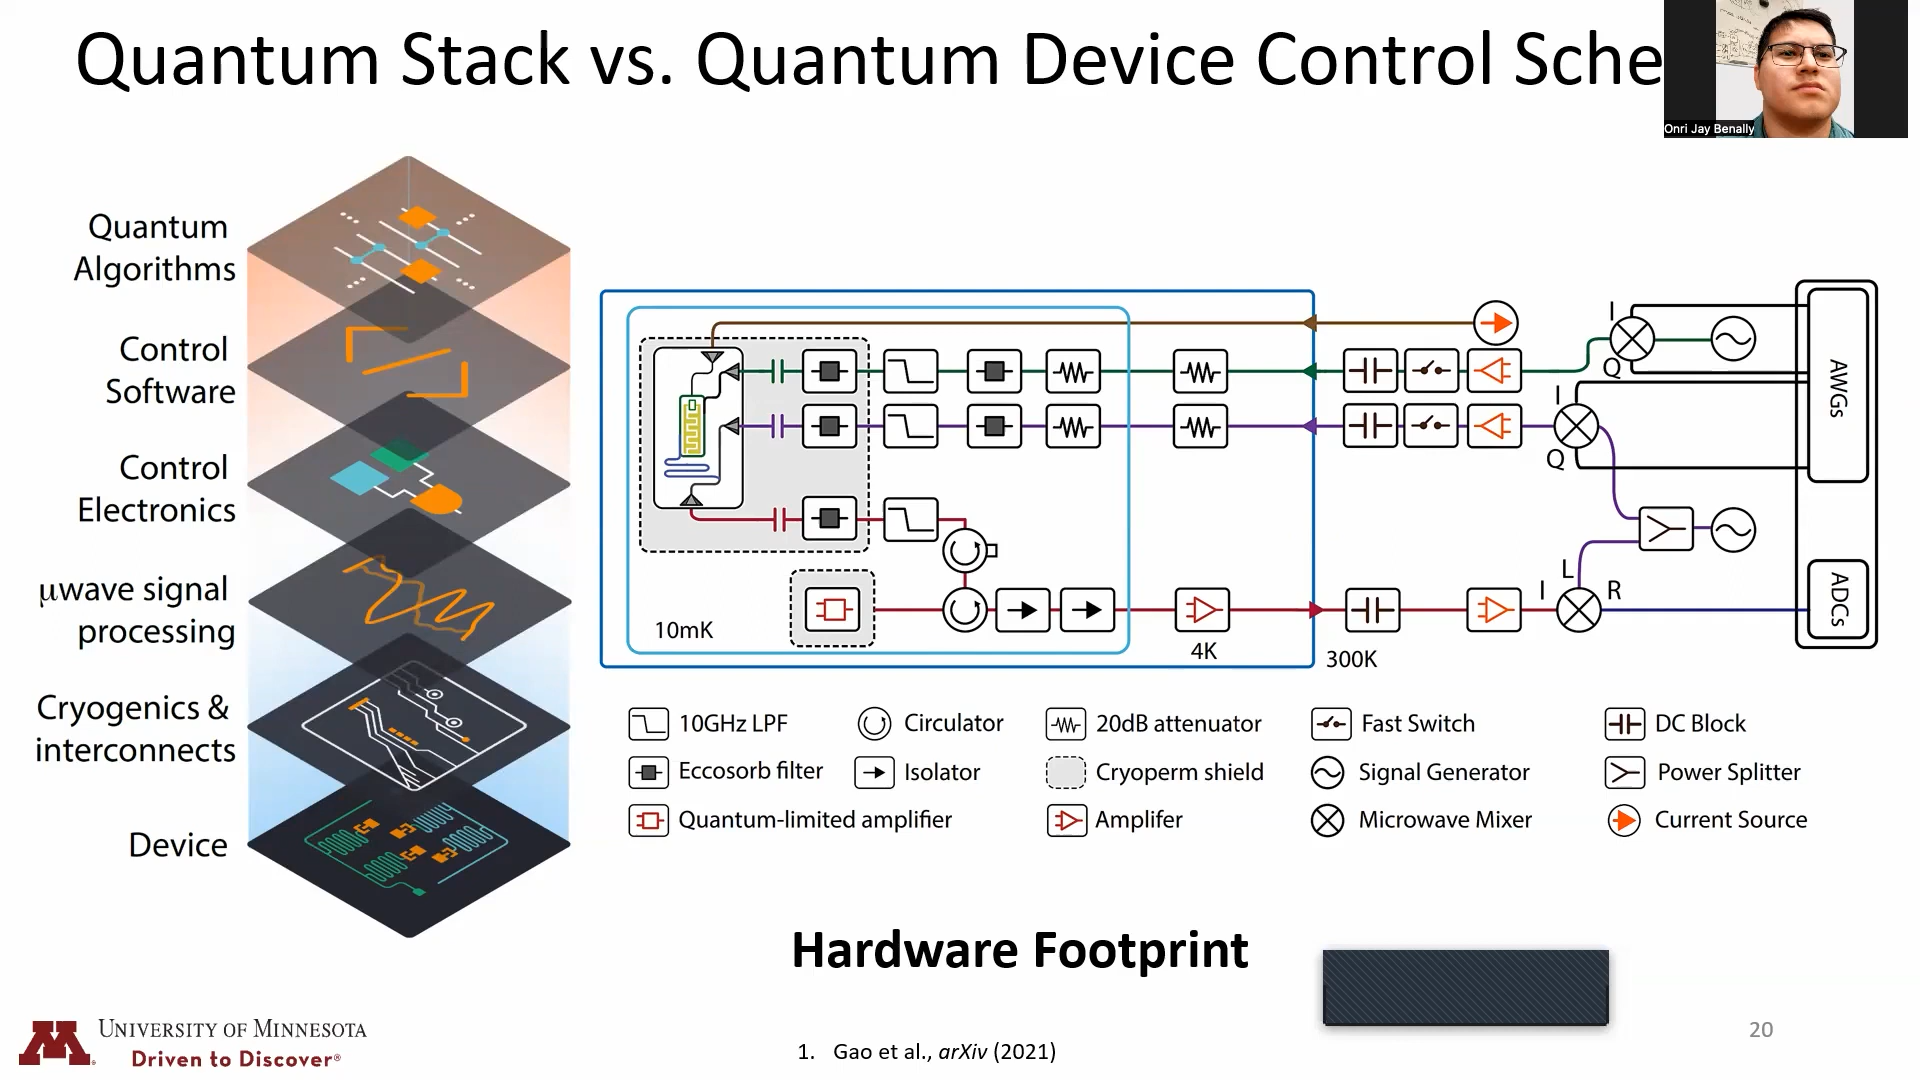 Quantum Stack vs. Quantum Device Control Sche
Onri Jay Benally
Quantum
Algorithms
Control
Software
Control
Electronics
μwave signal
processing
Cryogenics &
interconnects
Device
I
Q
I
Q
L
I
R
AWGs
ADCs
10mK
4K
300K
10GHz LPF
Circulator
20dB attenuator
Fast Switch
DC Block
Eccosorb filter
Isolator
Cryoperm shield
Signal Generator
Power Splitter
Quantum-limited amplifier
Amplifer
Microwave Mixer
Current Source
Hardware Footprint
UNIVERSITY OF MINNESOTA
Driven to Discover®
1. Gao et al., arXiv (2021)
20